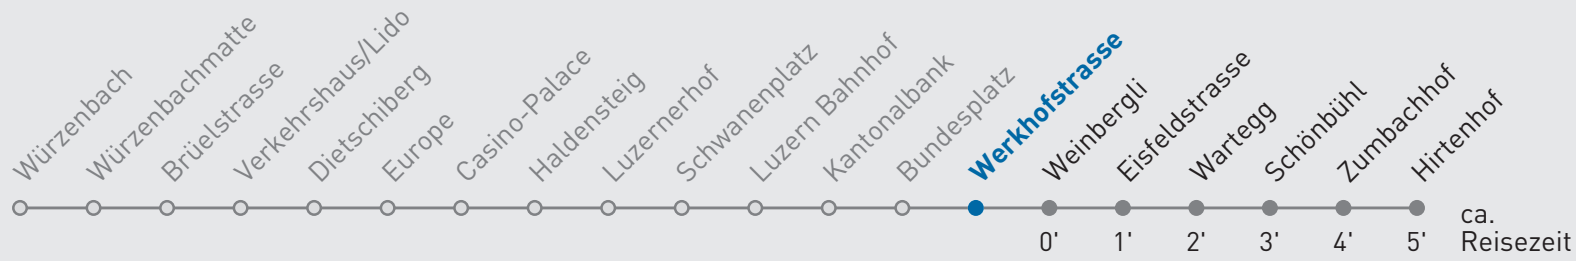 Würzenbach
Würzenbachmatte
Brüelstrasse
Verkehrshaus/Lido
Dietschiberg
Europe
Casino-Palace
Haldensteig
Luzernerhof
Schwanenplatz
Luzern Bahnhof
Kantonalbank
Bundesplatz
Werkhofstrasse
Weinbergli
Eisfeldstrasse
Wartegg
Schönbühl
Zumbachhof
Hirtenhof
0' 1' 2' 3' 4' 5'
ca.
Reisezeit